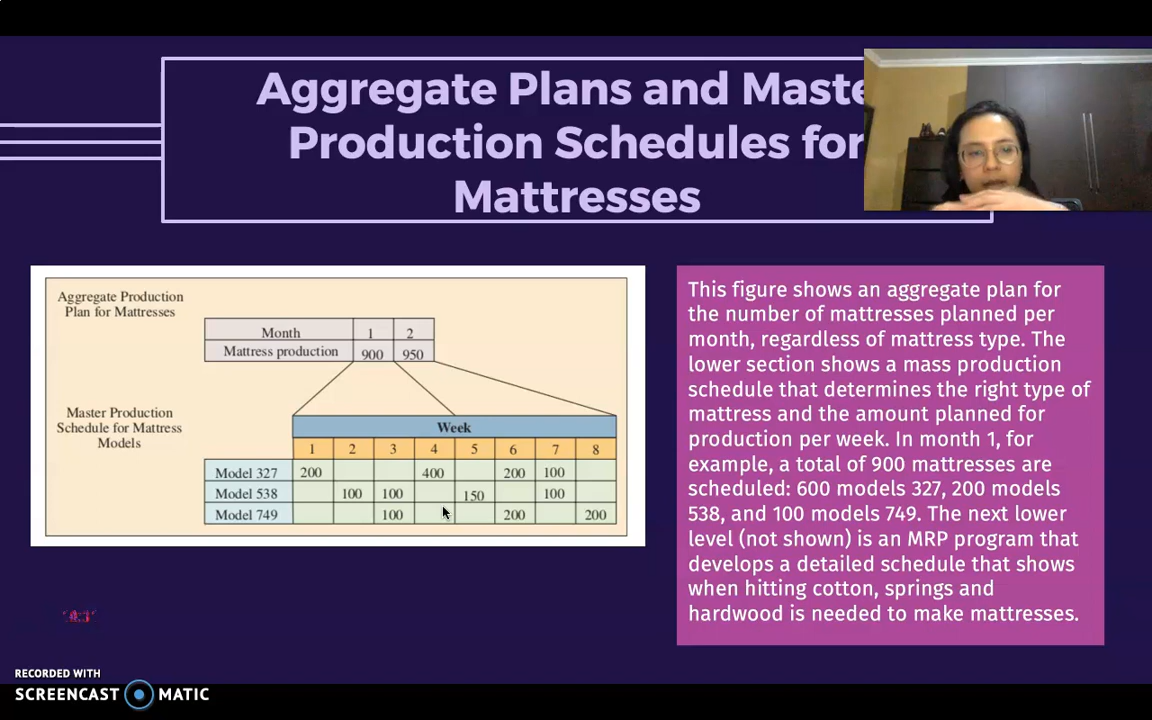 Aggregate Plans and Maste
Production Schedules for
Mattresses
Aggregate Production
Plan for Mattresses
Month 1 2
Mattress production 900 950
Master Production
Schedule for Mattress
Models
Week
1 2 3 4 5 6 7 8
Model 327 200 400 200 100
Model 538 100 100 150 100
Model 749 100 200 200
This figure shows an aggregate plan for
the number of mattresses planned per
month, regardless of mattress type. The
lower section shows a mass production
schedule that determines the right type of
mattress and the amount planned for
production per week. In month 1, for
example, a total of 900 mattresses are
scheduled: 600 models 327, 200 models
538, and 100 models 749. The next lower
level (not shown) is an MRP program that
develops a detailed schedule that shows
when hitting cotton, springs and
hardwood is needed to make mattresses.
RECORDED WITH
SCREENCAST MATIC